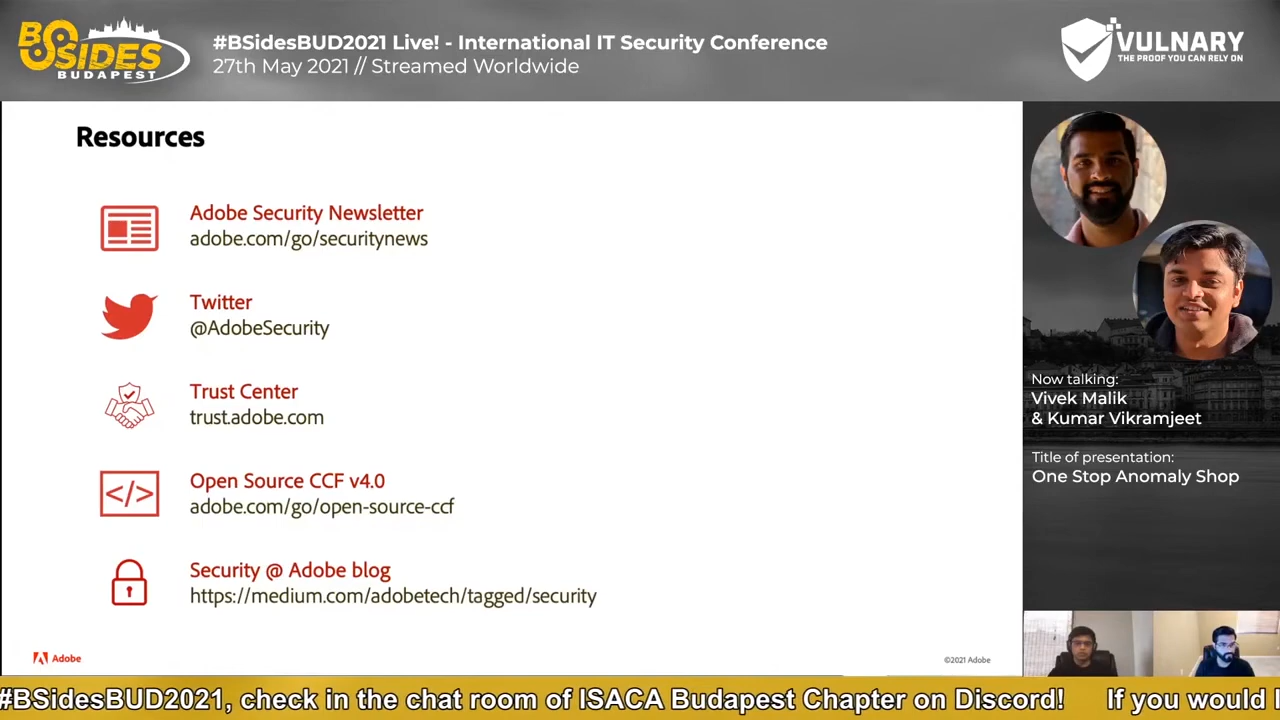 BSIDES
BUDAPEST
#BSidesBUD2021 Live! - International IT Security Conference
27th May 2021 // Streamed Worldwide
VULNARY
THE PROOF YOU CAN RELY ON
Resources
Adobe Security Newsletter
adobe.com/go/securitynews
Twitter
@AdobeSecurity
Trust Center
trust.adobe.com
Open Source CCF v4.0
adobe.com/go/open-source-ccf
Security @ Adobe blog
https://medium.com/adobetech/tagged/security
Adobe
©2021 Adobe
Now talking:
Vivek Malik
& Kumar Vikramjeet
Title of presentation:
One Stop Anomaly Shop
#BSidesBUD2021, check in the chat room of ISACA Budapest Chapter on Discord! If you would